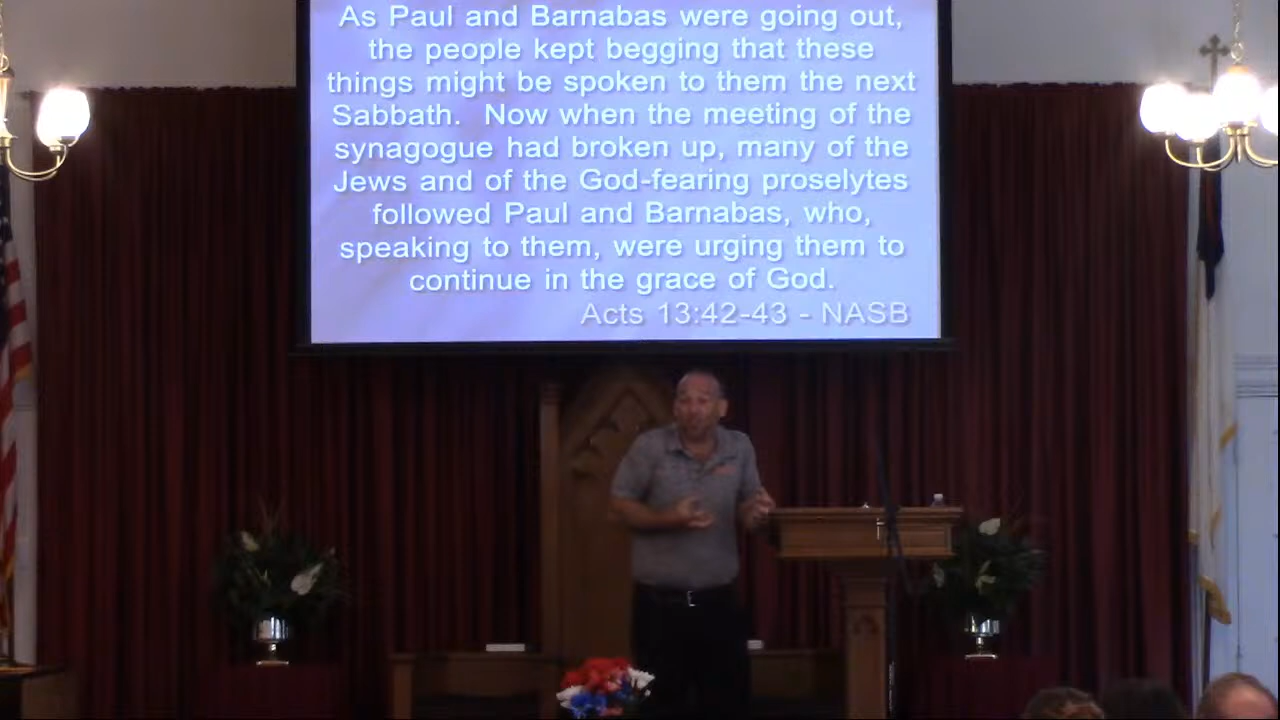 As Paul and Barnabas were going out,
the people kept begging that these
things might be spoken to them the next
Sabbath.  Now when the meeting of the
synagogue had broken up, many of the
Jews and of the God-fearing proselytes
followed Paul and Barnabas, who,
speaking to them, were urging them to
continue in the grace of God.
Acts 13:42-43 - NASB